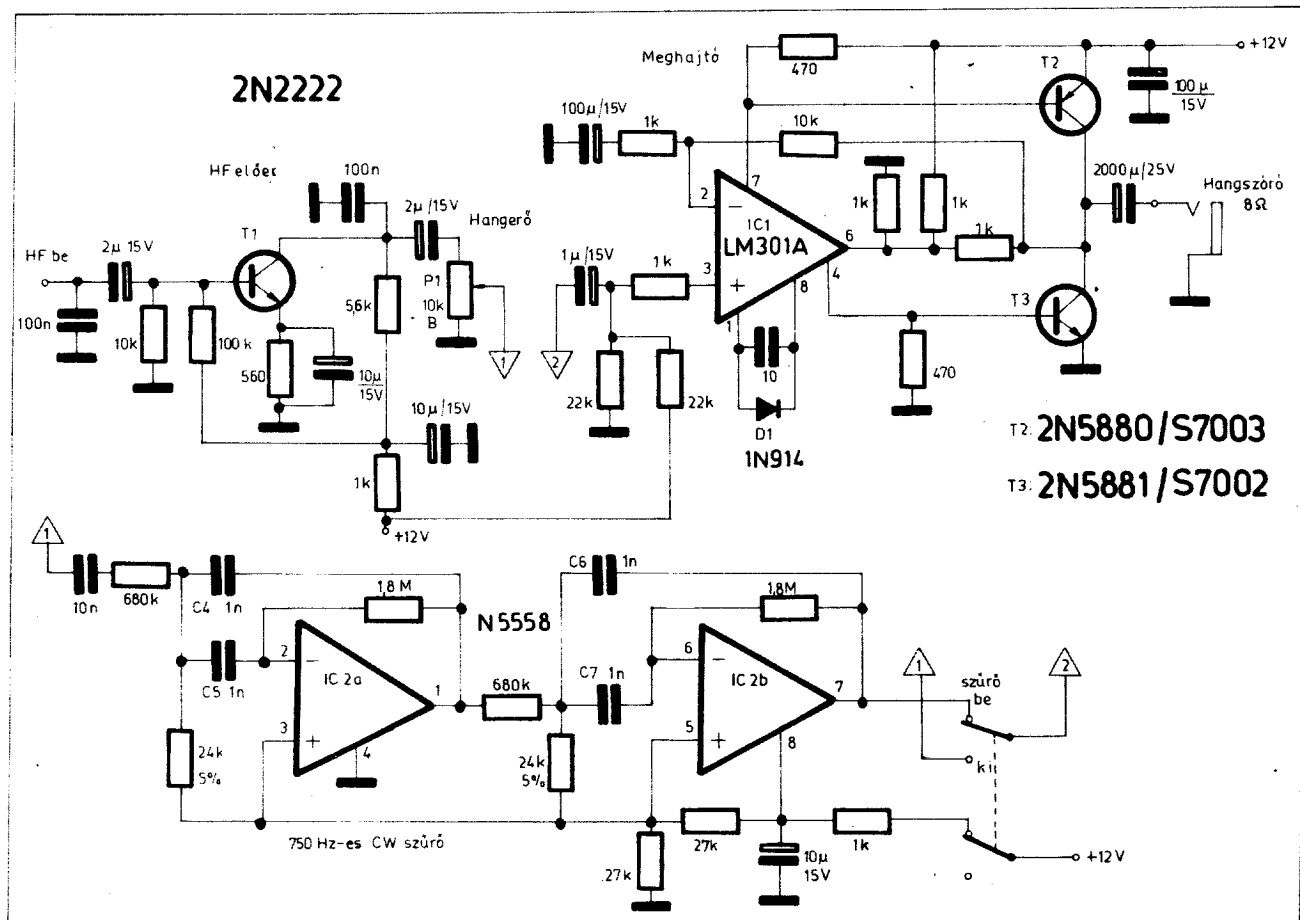 2N2222
Meghajtó
470
T2
+12V
100µ
15V
100µ/15V
1k
10k
HF előer
100n
2µ/15V
Hangerő
T1
HF be
2µ 15V
100n
10k
100k
560
10µ
15V
5,6k
P1
10k
B
1
10µ/15V
1k
+12V
1µ/15V
1k
2
22k
22k
2
7
IC1
LM301A
3
6
8
4
1
10
D1
1N914
1k
1k
1k
2000µ/25V
Hangszóró
8Ω
T3
470
T2: 2N5880/S7003
T3: 2N5881/S7002
1
10n
680k
C4 1n
1,8M
C5 1n
2
IC 2a
1
3
4
24k
5%
N5558
680k
C6 1n
1,8M
C7 1n
6
IC 2b
7
5
8
24k
5%
750 Hz-es CW szűrő
27k
27k
10µ
15V
1k
1
szűrő
be
2
ki
+12V